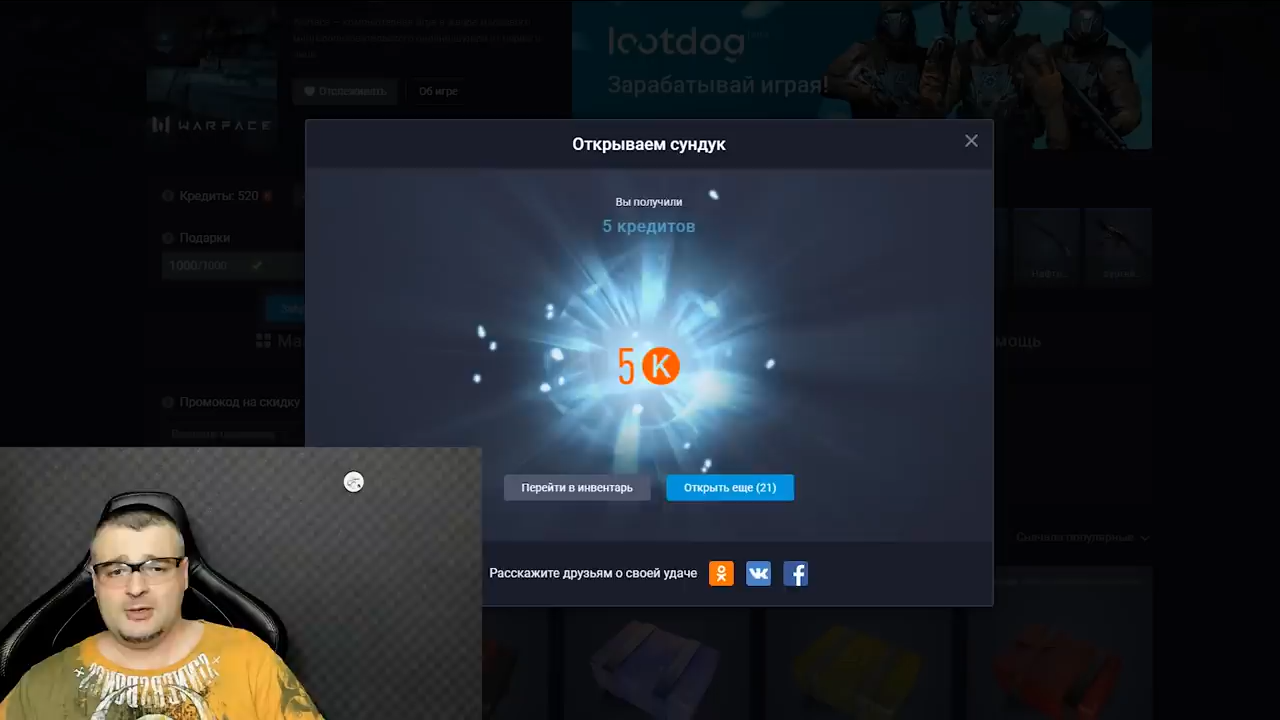 lootdog
Зарабатывай играя!
Отслеживать
Об игре
WARFACE
Открываем сундук
Кредиты: 520
Вы получили
5 кредитов
Подарки
1000/1000
5 K
мощь
Промокод на скидку
Перейти в инвентарь
Открыть еще (21)
Сначала популярные
Расскажите друзьям о своей удаче